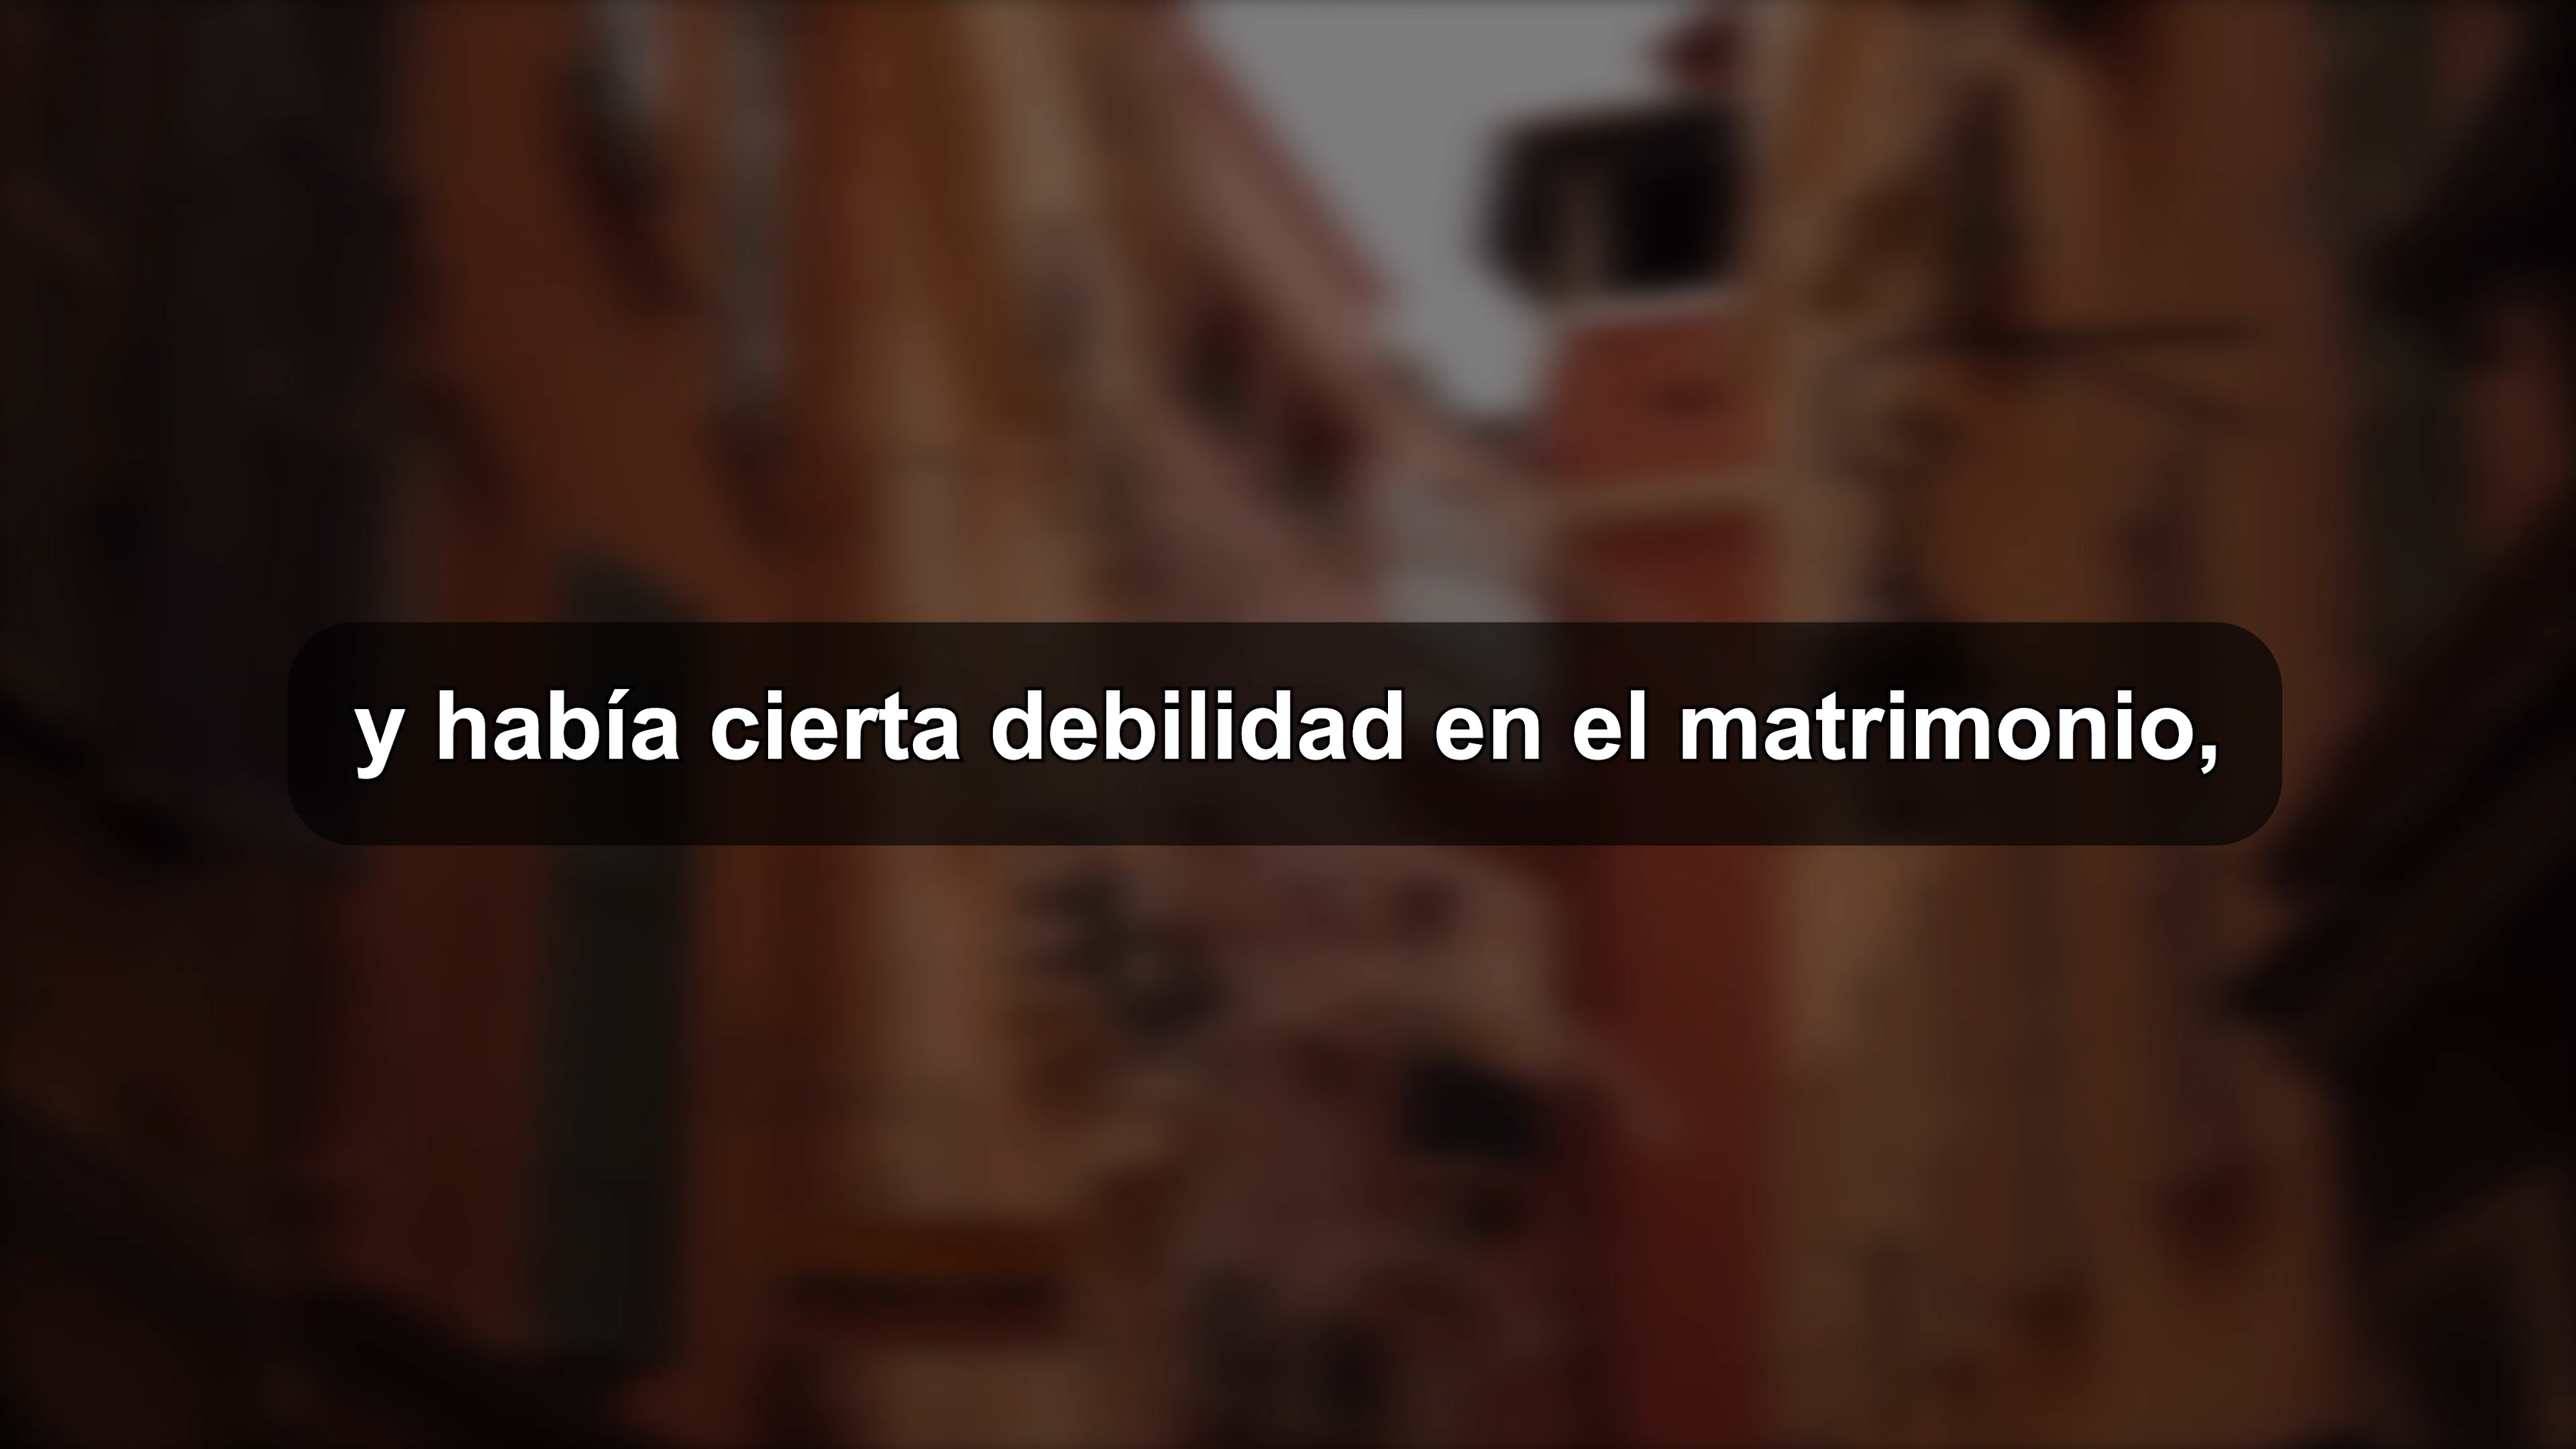 y había cierta debilidad en el matrimonio,